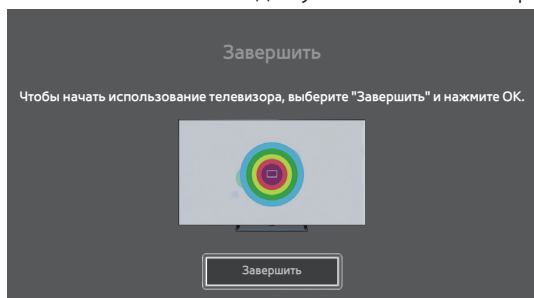 Завершить
Чтобы начать использование телевизора, выберите "Завершить" и нажмите OK.
Завершить